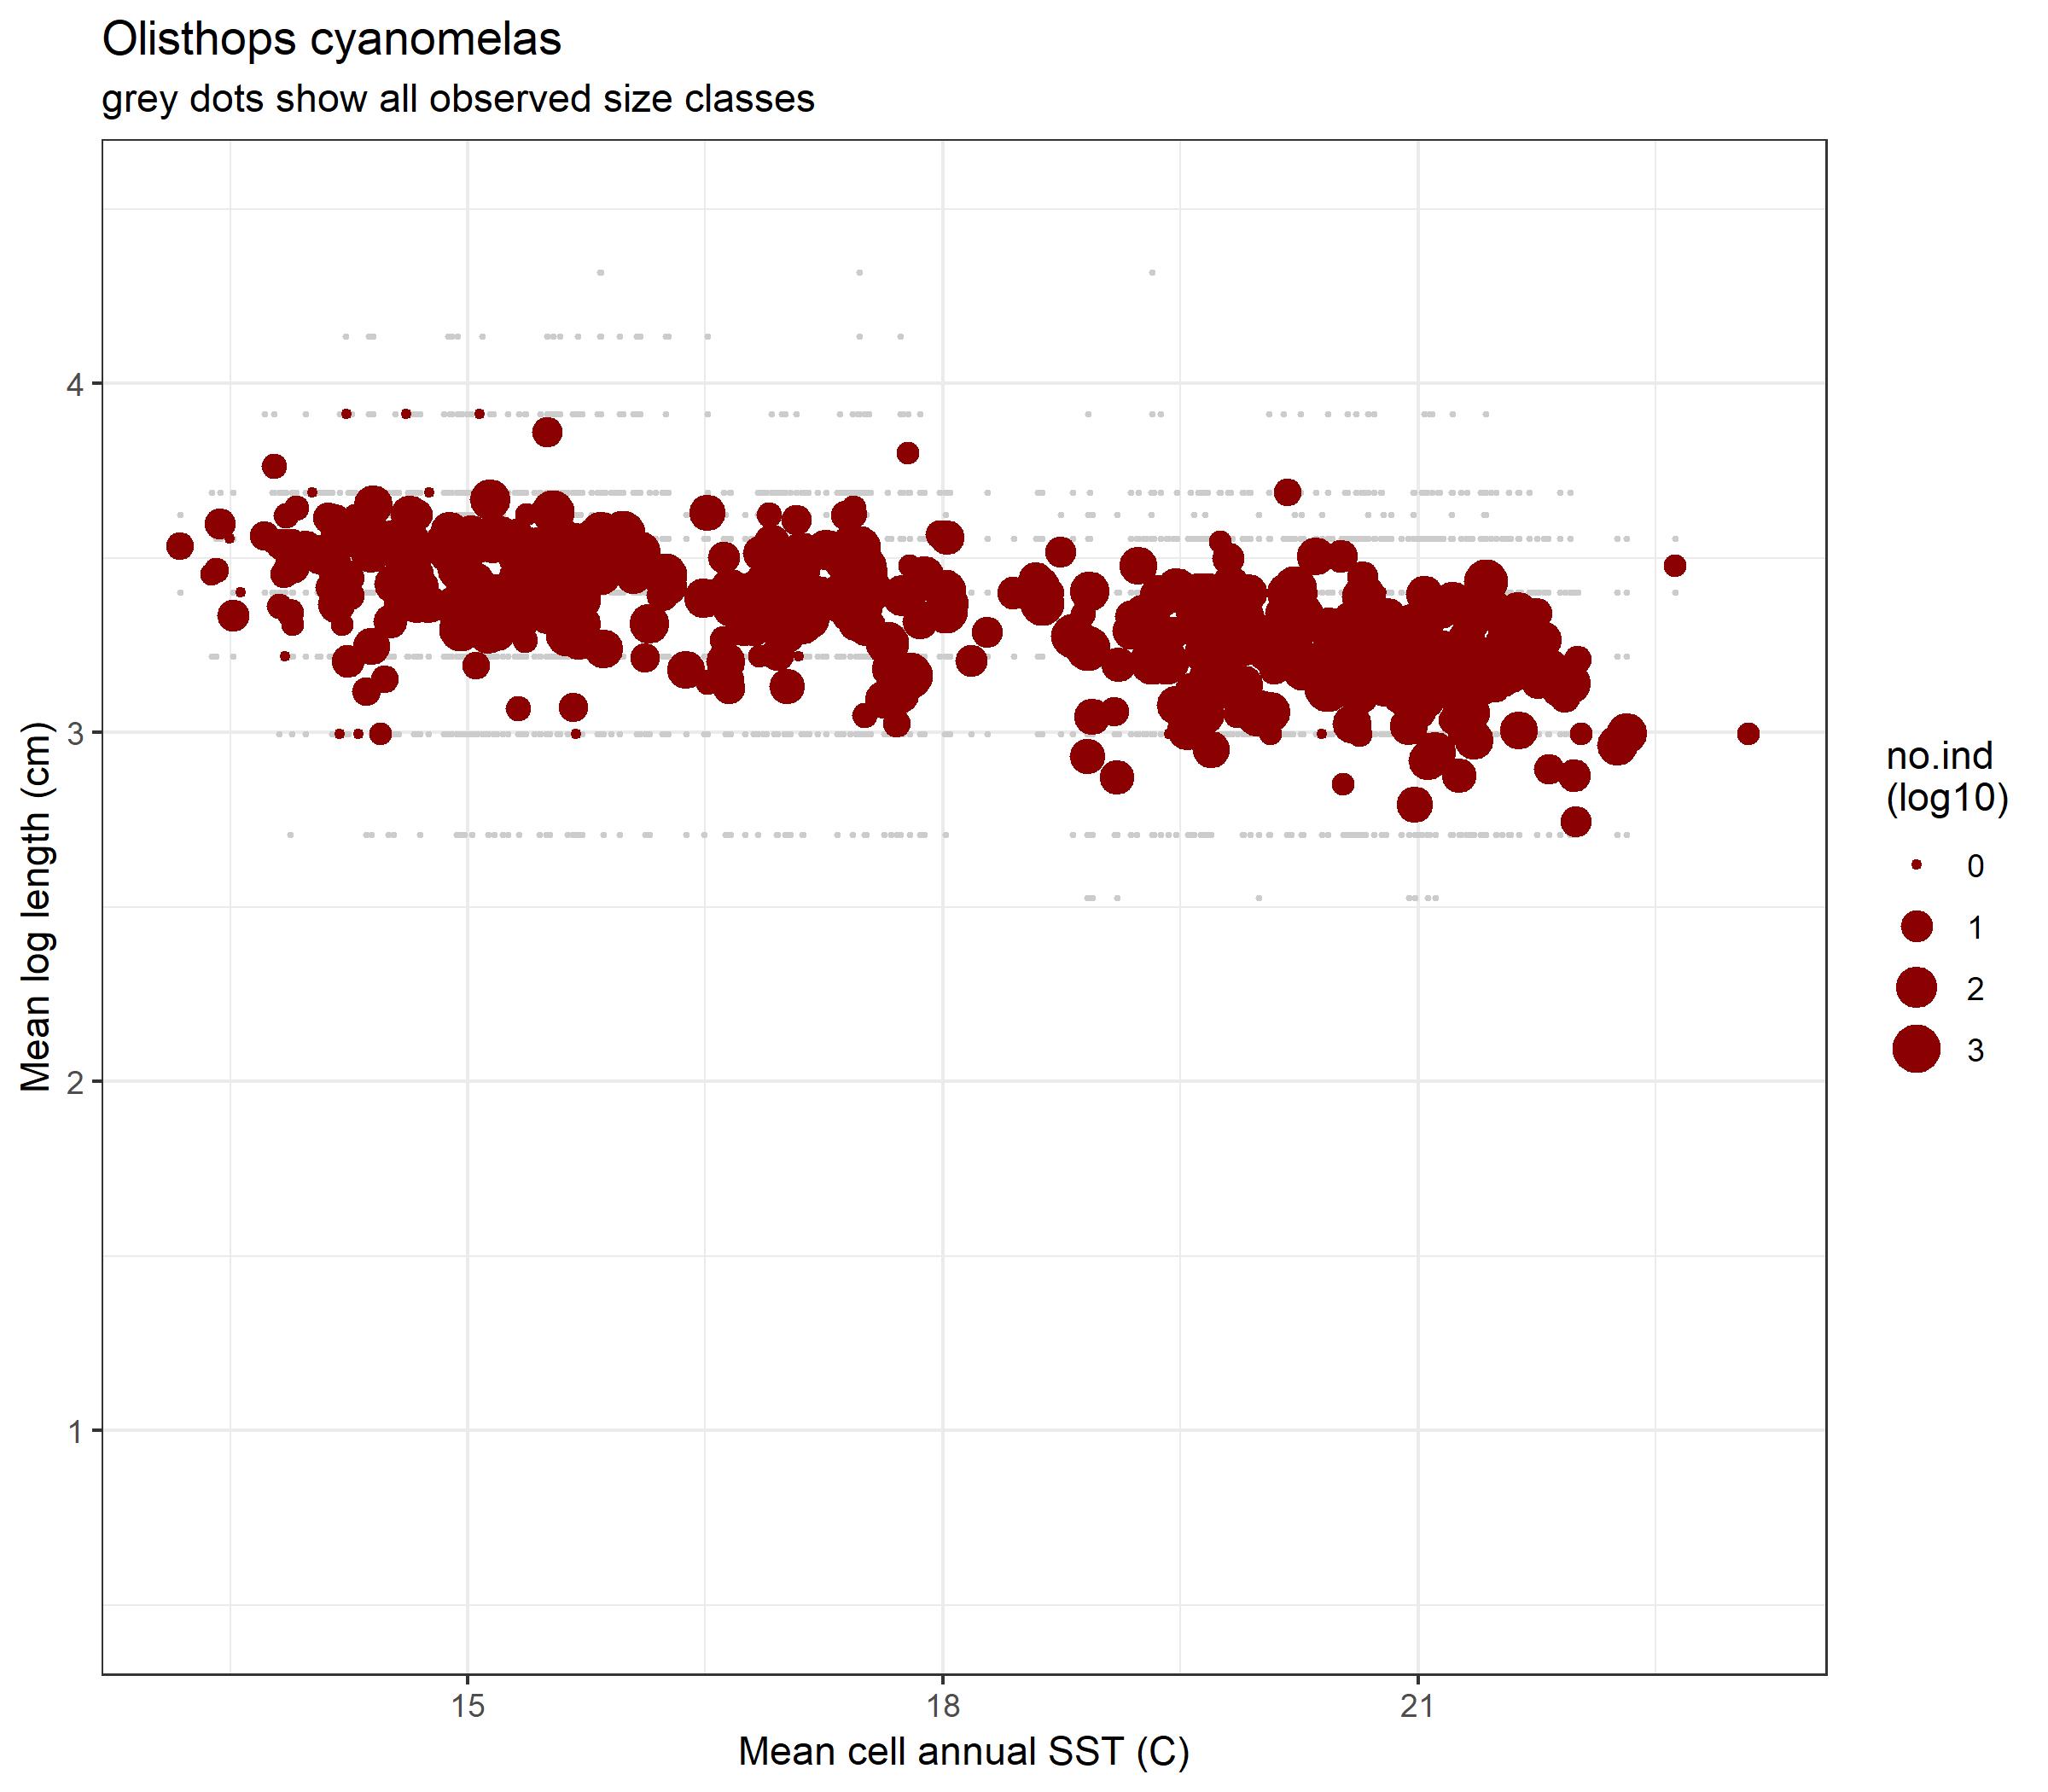 Olisthops cyanomelas
grey dots show all observed size classes
Mean log length (cm)
4
3
2
1
15
18
21
Mean cell annual SST (C)
no.ind
(log10)
0
1
2
3